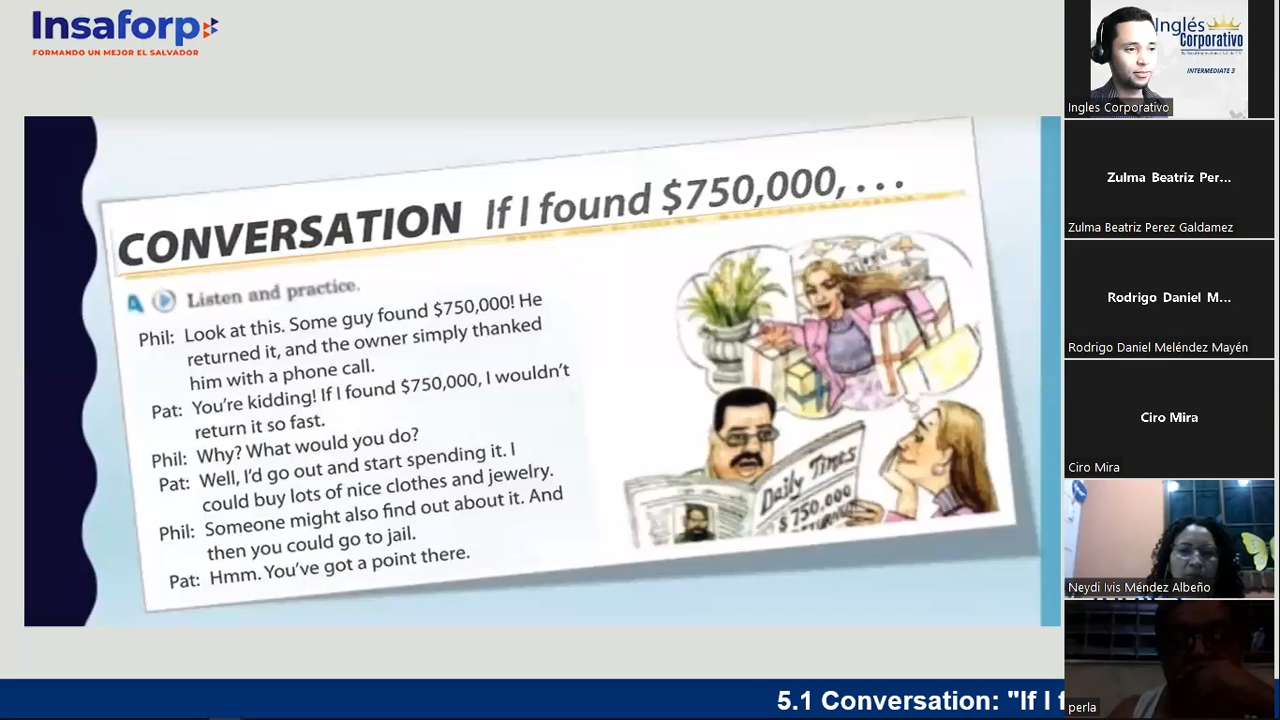 Insaforp
FORMANDO UN MEJOR EL SALVADOR
CONVERSATION If I found $750,000, . . .
A Listen and practice.
Phil: Look at this. Some guy found $750,000! He
returned it, and the owner simply thanked
him with a phone call.
Pat: You're kidding! If I found $750,000, I wouldn't
return it so fast.
Phil: Why? What would you do?
Pat: Well, I'd go out and start spending it. I
could buy lots of nice clothes and jewelry.
Phil: Someone might also find out about it. And
then you could go to jail.
Pat: Hmm. You've got a point there.
Daily Times
$750,000
5.1 Conversation: "If I f
Inglés
Corporativo
INTERMEDIATE 3
Ingles Corporativo
Zulma Beatriz Per...
Zulma Beatriz Perez Galdamez
Rodrigo Daniel M...
Rodrigo Daniel Meléndez Mayén
Ciro Mira
Ciro Mira
Neydi Ivis Méndez Albeño
perla